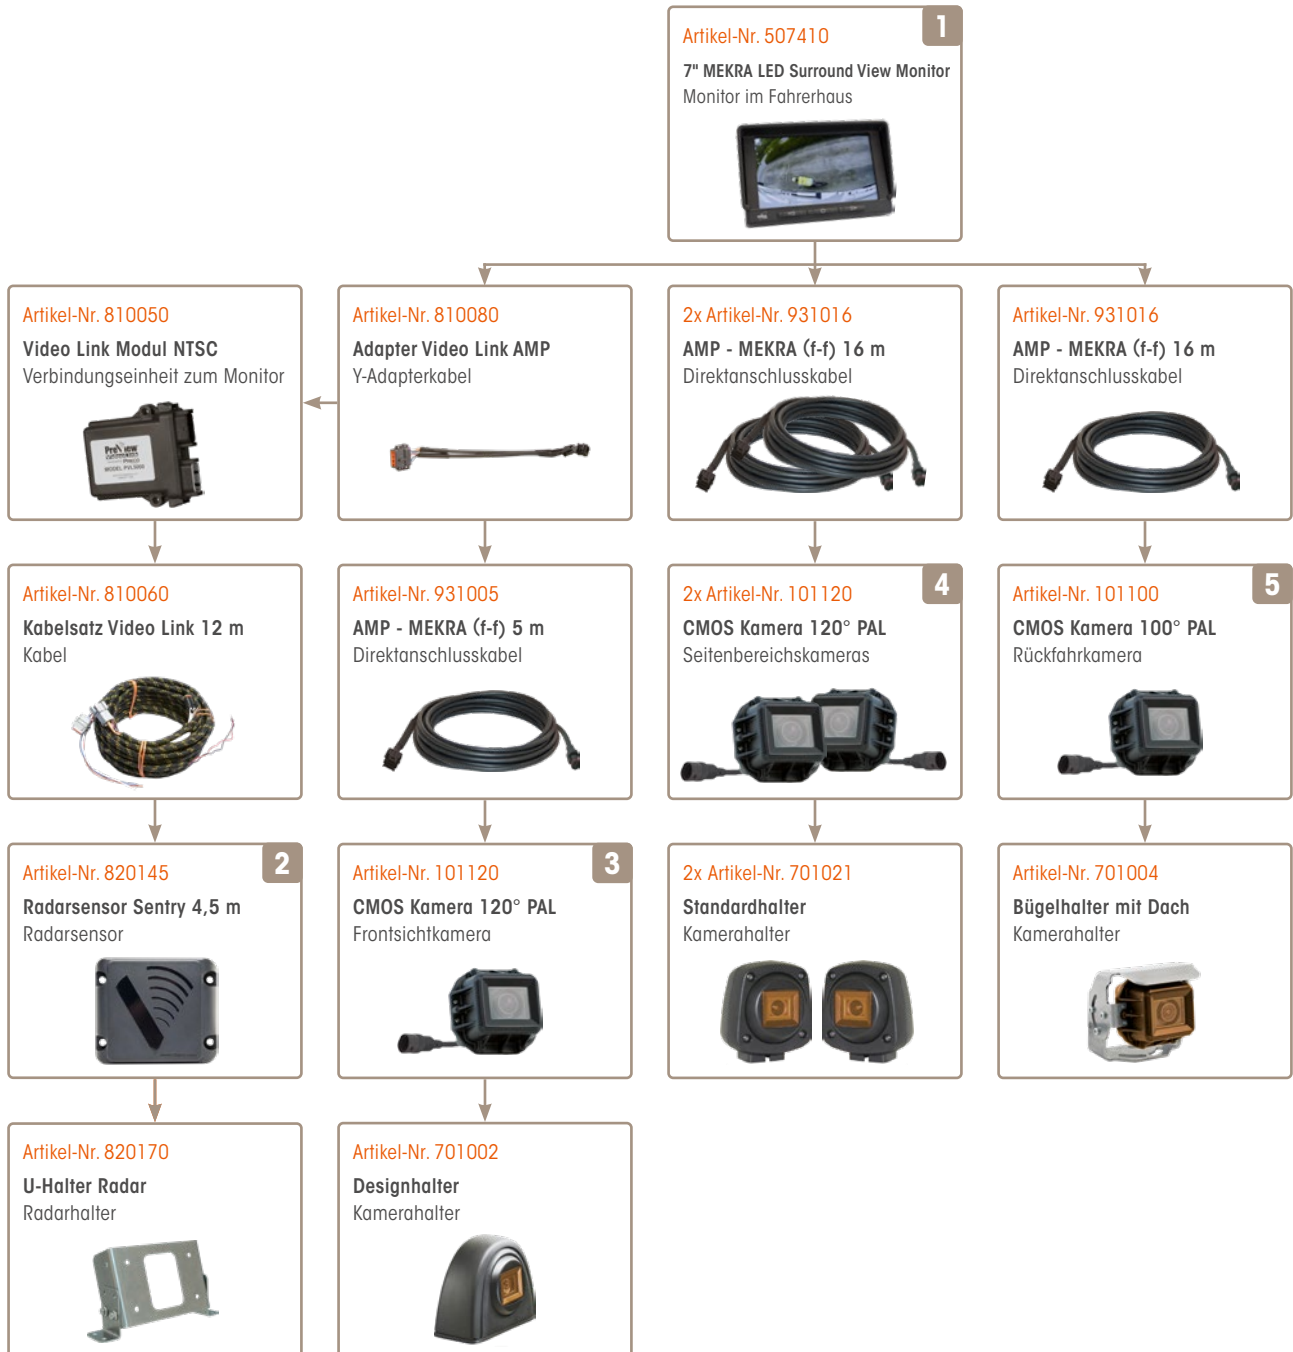 Artikel-Nr. 507410
1
7" MEKRA LED Surround View Monitor
Monitor im Fahrerhaus
Artikel-Nr. 810050
Video Link Modul NTSC
Verbindungseinheit zum Monitor
PreView
MODEL PVL3000
Artikel-Nr. 810080
Adapter Video Link AMP
Y-Adapterkabel
2x Artikel-Nr. 931016
AMP - MEKRA (f-f) 16 m
Direktanschlusskabel
Artikel-Nr. 931016
AMP - MEKRA (f-f) 16 m
Direktanschlusskabel
Artikel-Nr. 810060
Kabelsatz Video Link 12 m
Kabel
Artikel-Nr. 931005
AMP - MEKRA (f-f) 5 m
Direktanschlusskabel
2x Artikel-Nr. 101120
4
CMOS Kamera 120° PAL
Seitenbereichskameras
Artikel-Nr. 101100
5
CMOS Kamera 100° PAL
Rückfahrkamera
Artikel-Nr. 820145
2
Radarsensor Sentry 4,5 m
Radarsensor
Artikel-Nr. 101120
3
CMOS Kamera 120° PAL
Frontsichtkamera
2x Artikel-Nr. 701021
Standardhalter
Kamerahalter
Artikel-Nr. 701004
Bügelhalter mit Dach
Kamerahalter
Artikel-Nr. 820170
U-Halter Radar
Radarhalter
Artikel-Nr. 701002
Designhalter
Kamerahalter